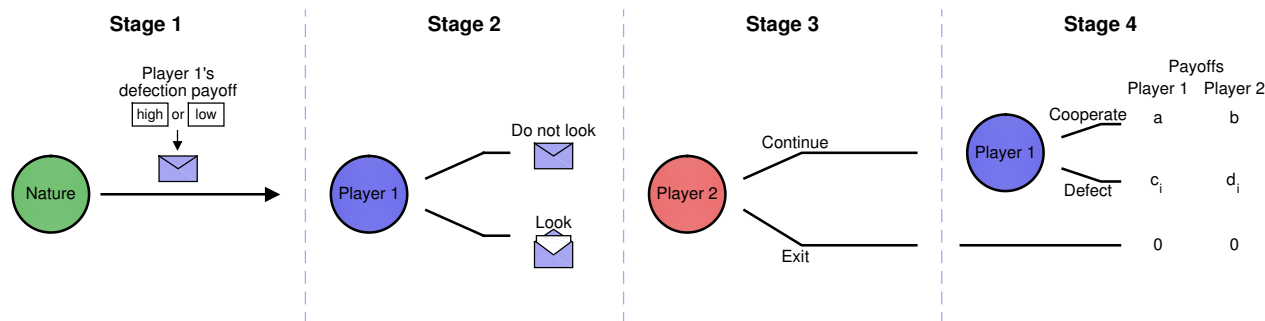 Stage 1
Stage 2
Stage 3
Stage 4
Player 1's
defection payoff
high or low
Nature
Player 1
Do not look
Look
Player 2
Continue
Exit
Payoffs
Player 1 Player 2
Player 1
Cooperate a b
Defect c_i d_i
0 0